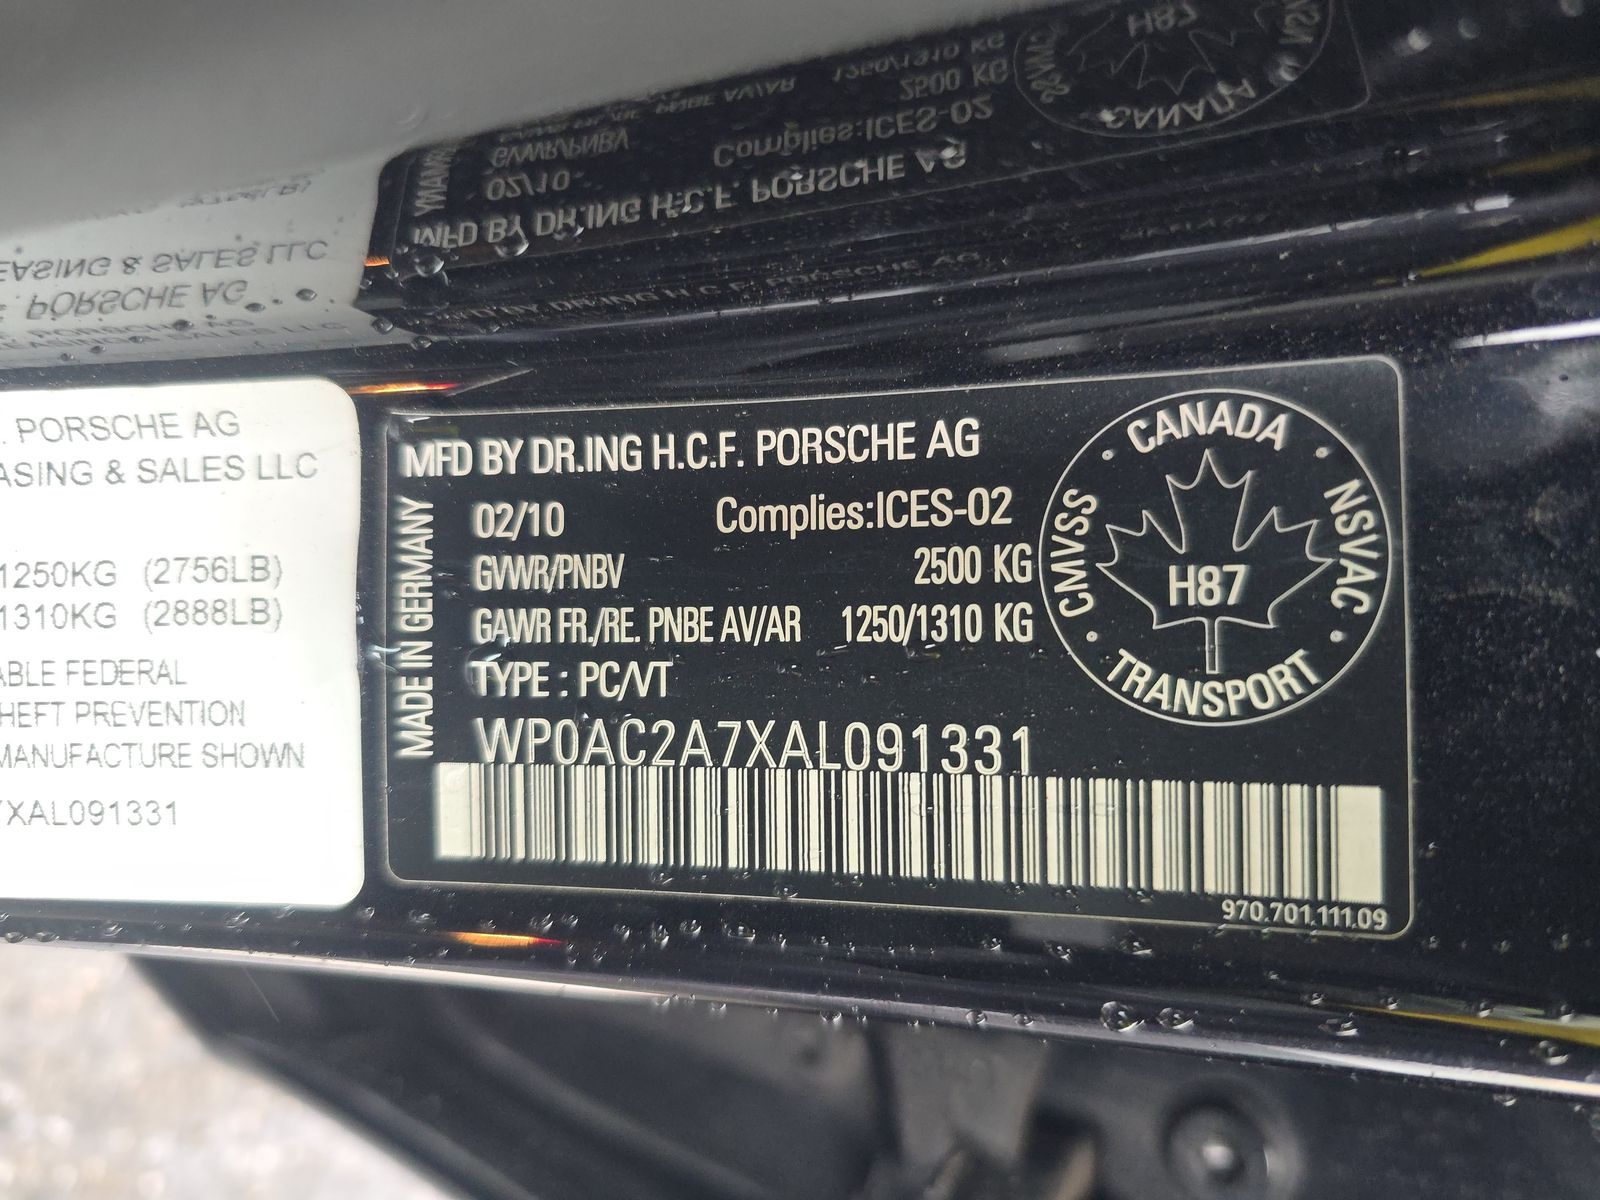 . PORSCHE AG
ASING & SALES LLC
1250KG (2756LB)
1310KG (2888LB)
ABLE FEDERAL
HEFT PREVENTION
MANUFACTURE SHOWN
7XAL091331
MFD BY DR.ING H.C.F. PORSCHE AG
MADE IN GERMANY
02/10 Complies:ICES-02
GVWR/PNBV 2500 KG
GAWR FR./RE. PNBE AV/AR 1250/1310 KG
TYPE : PC/VT
WP0AC2A7XAL091331
970.701.111.09
CANADA
CMVSS
NSVAC
H87
TRANSPORT